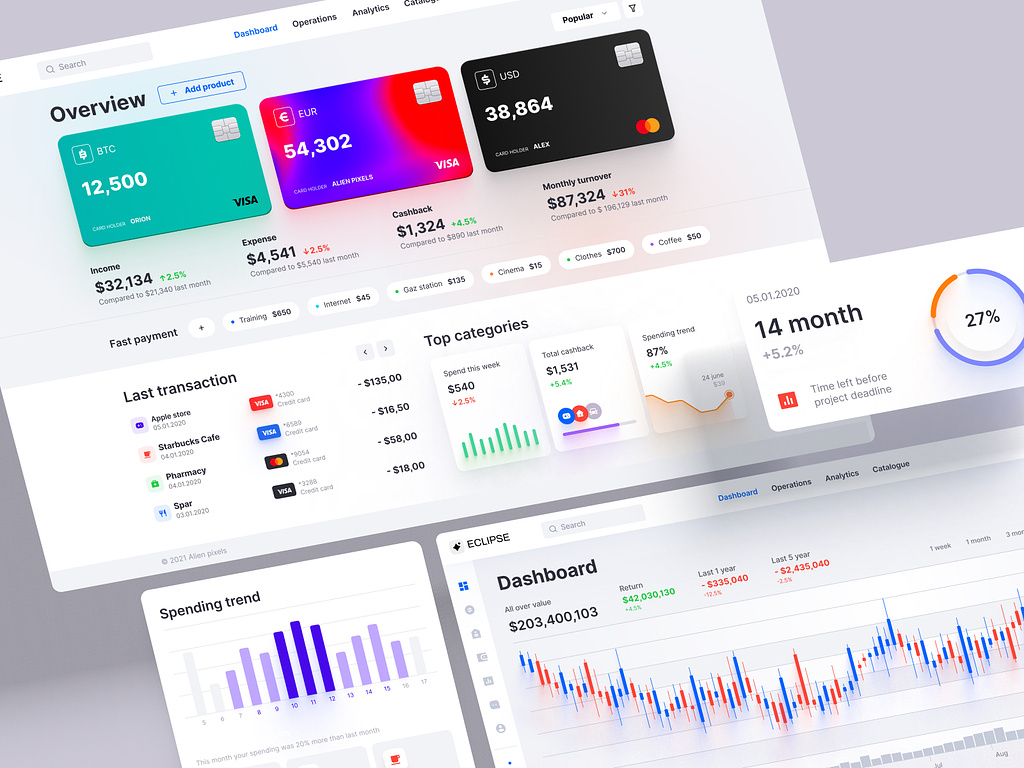 Dashboard Operations Analytics
Search
Popular
Overview
+ Add product
BTC
12,500
CARD HOLDER ORION
VISA
EUR
54,302
CARD HOLDER ALIEN PIXELS
VISA
USD
38,864
CARD HOLDER ALEX
Income
$32,134 ↑2.5%
Compared to $21,340 last month
Expense
$4,541 ↓2.5%
Compared to $5,540 last month
Cashback
$1,324 +4.5%
Compared to $890 last month
Monthly turnover
$87,324 ↓31%
Compared to $ 196,129 last month
Fast payment
+
Training $650
Internet $45
Gaz station $135
Cinema $15
Clothes $700
Coffee $50
Last transaction
Apple store
05.01.2020
VISA
*4300
Credit card
- $135,00
Starbucks Cafe
04.01.2020
VISA
*6589
Credit card
- $16,50
Pharmacy
04.01.2020
*9054
Credit card
- $58,00
Spar
03.01.2020
VISA
*3288
Credit card
- $18,00
Top categories
Spend this week
$540
↓2.5%
Total cashback
$1,531
+5.4%
Spending trend
87%
+4.5%
24 june
$39
© 2021 Alien pixels
05.01.2020
14 month
+5.2%
Time left before
project deadline
27%
Spending trend
5 6 7 8 9 10 11 12 13 14 15 16 17
This month your spending was 20% more than last month
ECLIPSE
Search
Dashboard Operations Analytics Catalogue
Dashboard
All over value
$203,400,103
Return
$42,030,130
+4.5%
Last 1 year
- $335,040
-12.5%
Last 5 year
- $2,435,040
-2.5%
1 week 1 month
Jul Aug